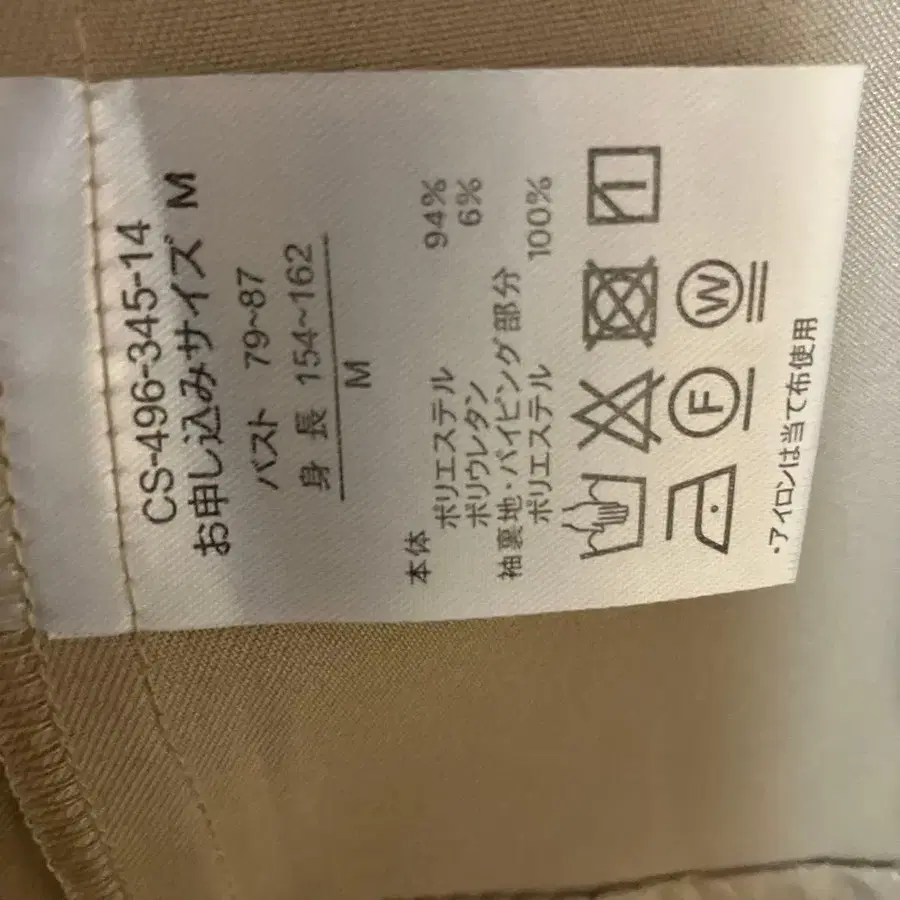 CS-496-345-14
お申し込みサイズ M
バスト 79~87
身 長 154~162
M
本体
ポリエステル 94%
ポリウレタン 6%
袖裏地・パイピング部分
ポリエステル 100%
F W
・アイロンは当て布使用